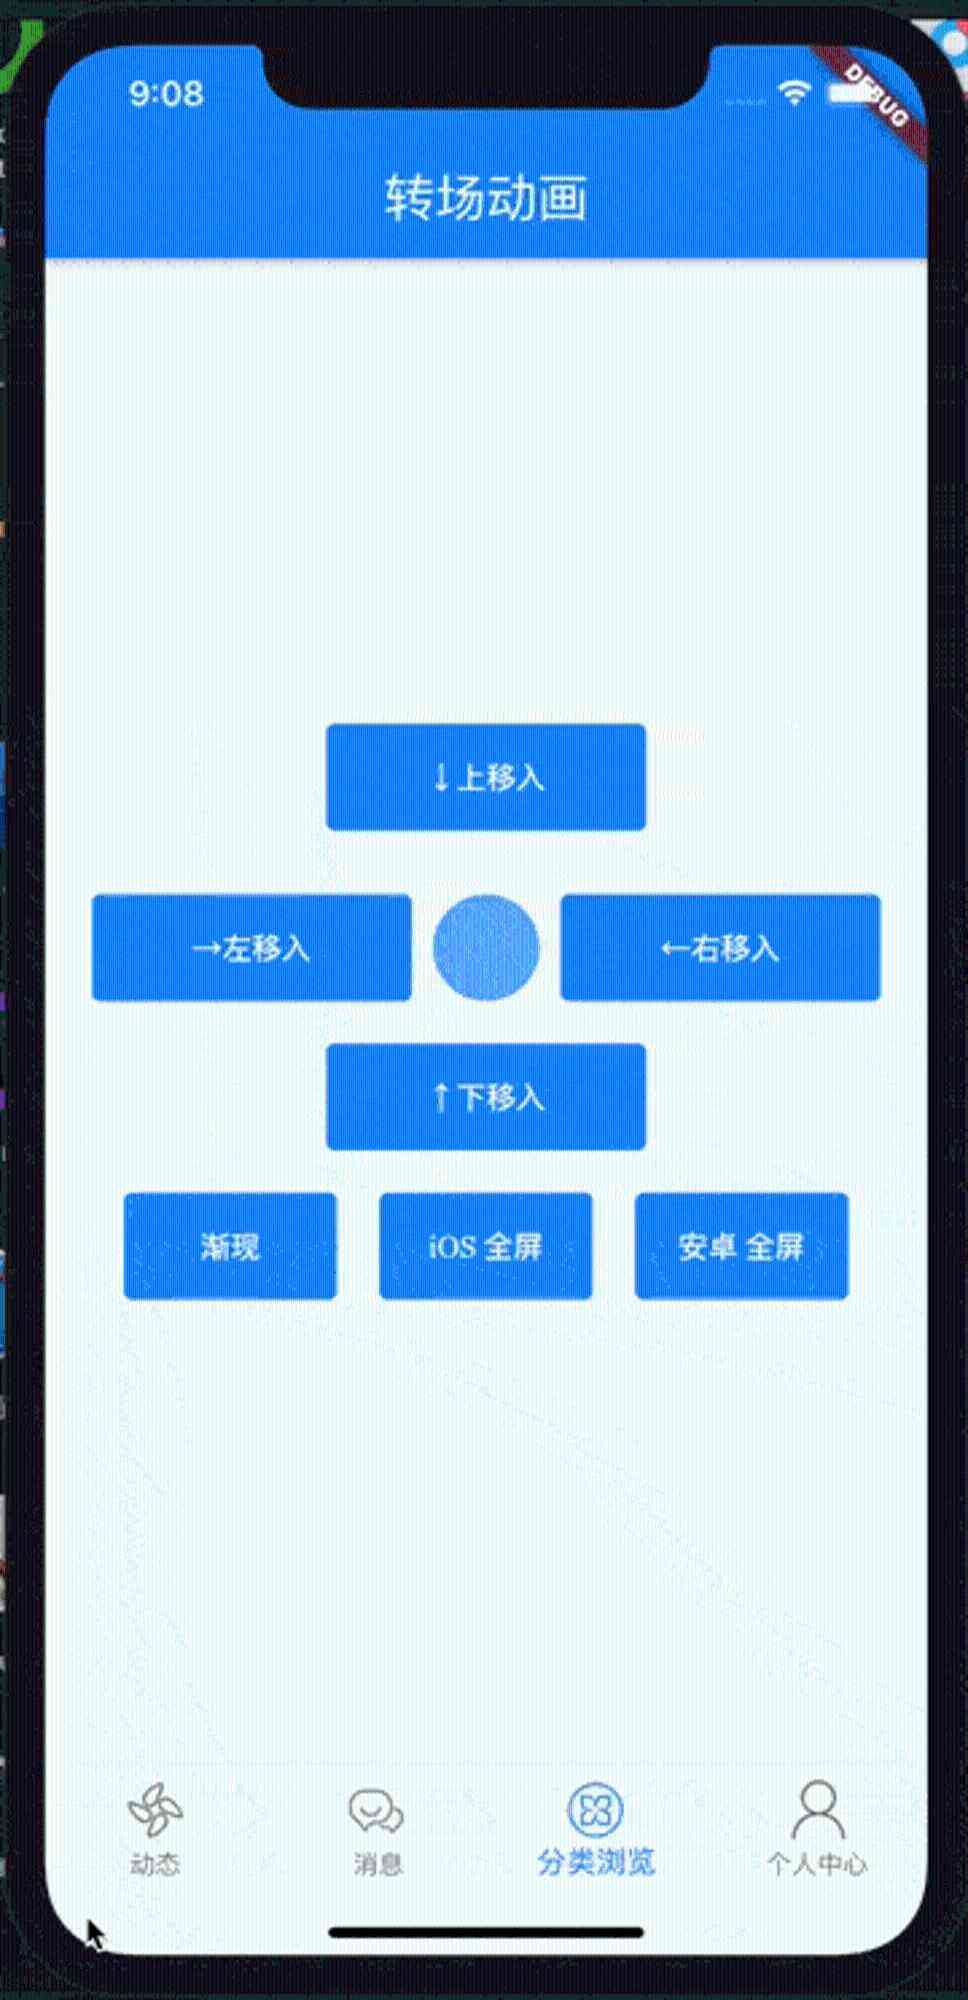 9:08
DEBUG
转场动画
↓上移入
→左移入
←右移入
↑下移入
渐现
iOS 全屏
安卓 全屏
动态
消息
分类浏览
个人中心